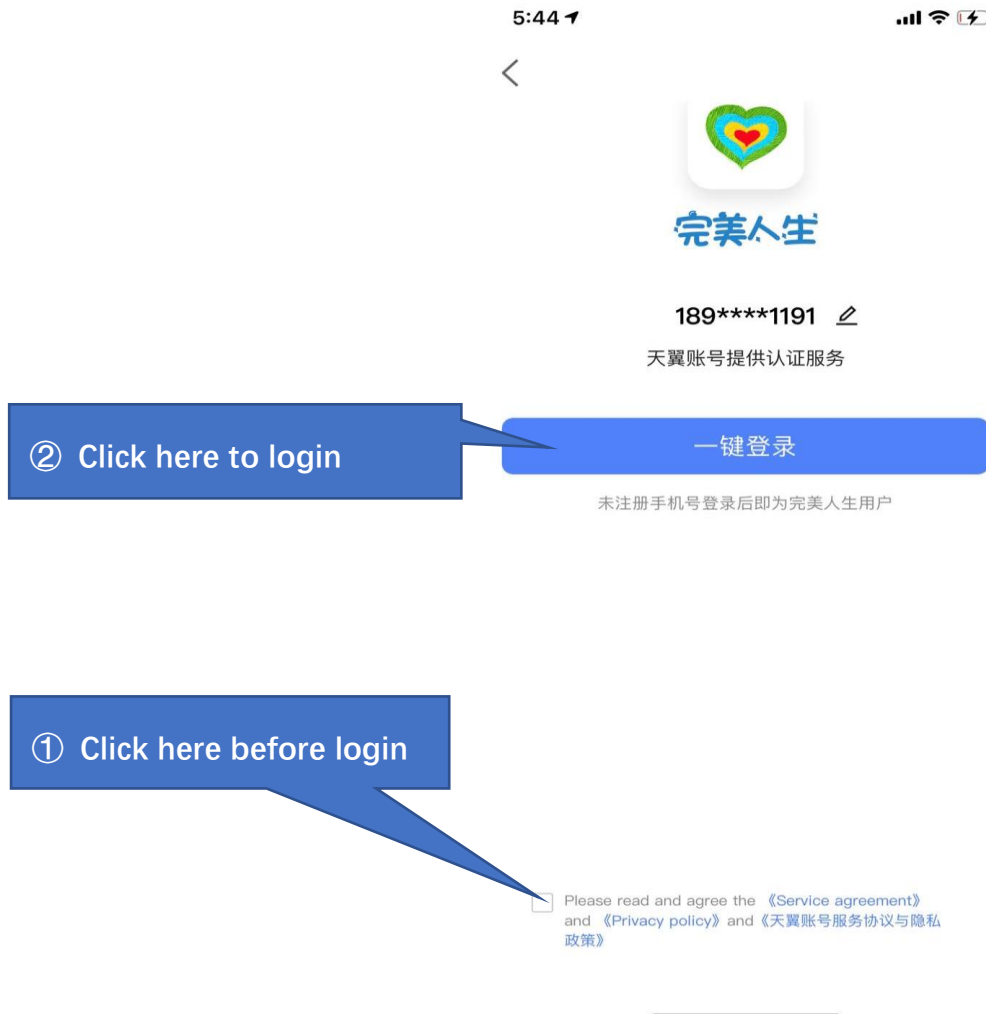 5:44
完美人生
189****1191
天翼账号提供认证服务
② Click here to login
一键登录
未注册手机号登录后即为完美人生用户
① Click here before login
Please read and agree the 《Service agreement》
and 《Privacy policy》and《天翼账号服务协议与隐私
政策》